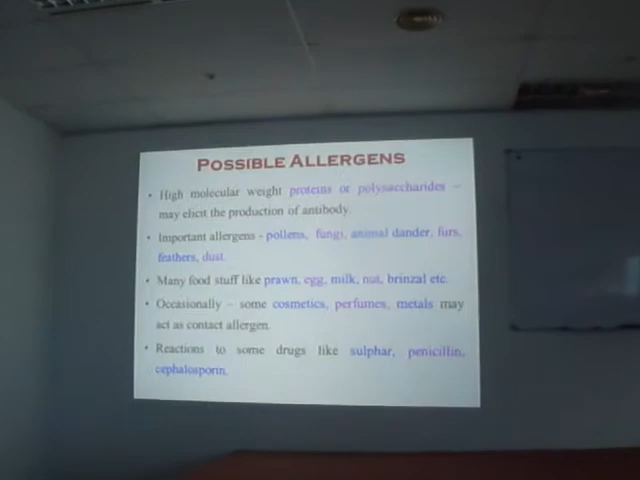 POSSIBLE ALLERGENS
• High molecular weight proteins or polysaccharides –
may elicit the production of antibody.
• Important allergens - pollens, fungi, animal dander, furs,
feathers, dust.
• Many food stuff like prawn, egg, milk, nut, brinzal etc.
• Occasionally – some cosmetics, perfumes, metals may
act as contact allergen.
• Reactions to some drugs like sulphar, penicillin,
cephalosporin.